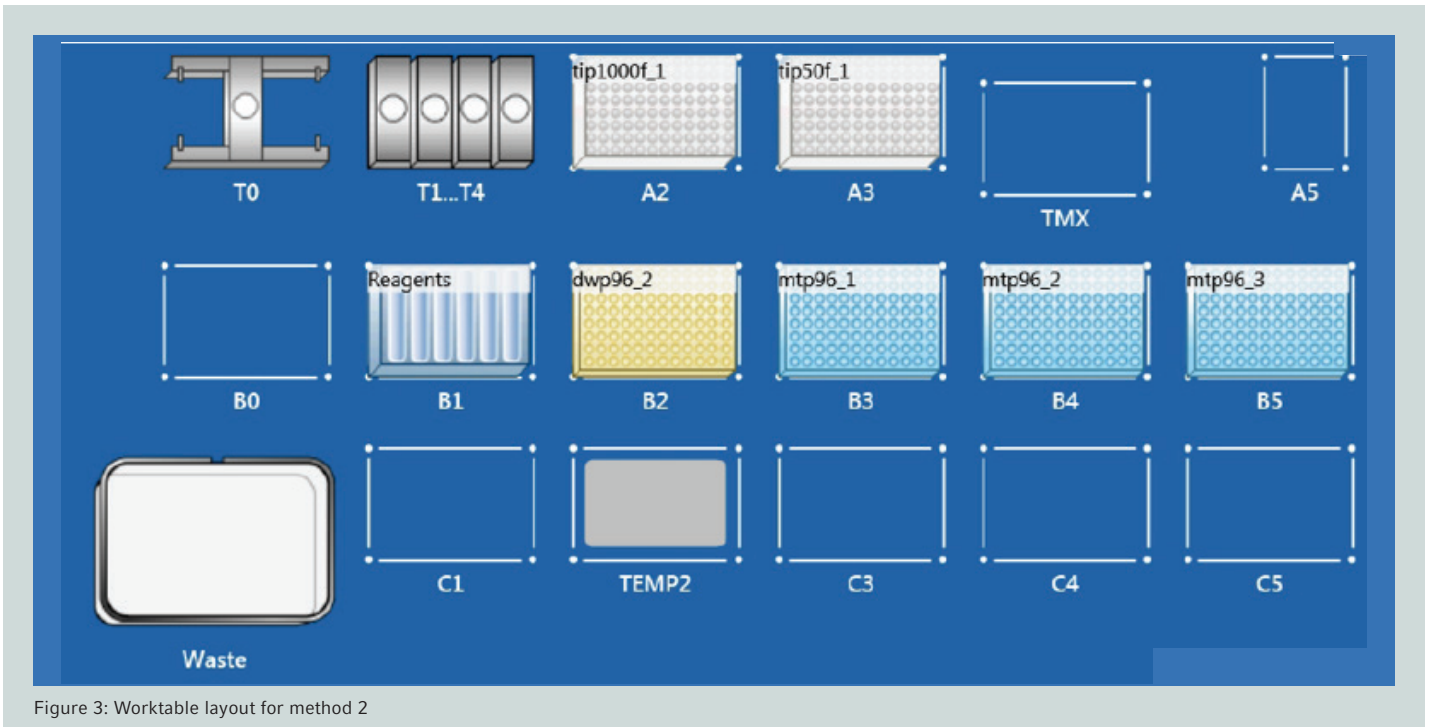 tip1000f_1
tip50f_1
T0
T1...T4
A2
A3
TMX
A5
Reagents
dwp96_2
mtp96_1
mtp96_2
mtp96_3
B0
B1
B2
B3
B4
B5
C1
TEMP2
C3
C4
C5
Waste
Figure 3: Worktable layout for method 2